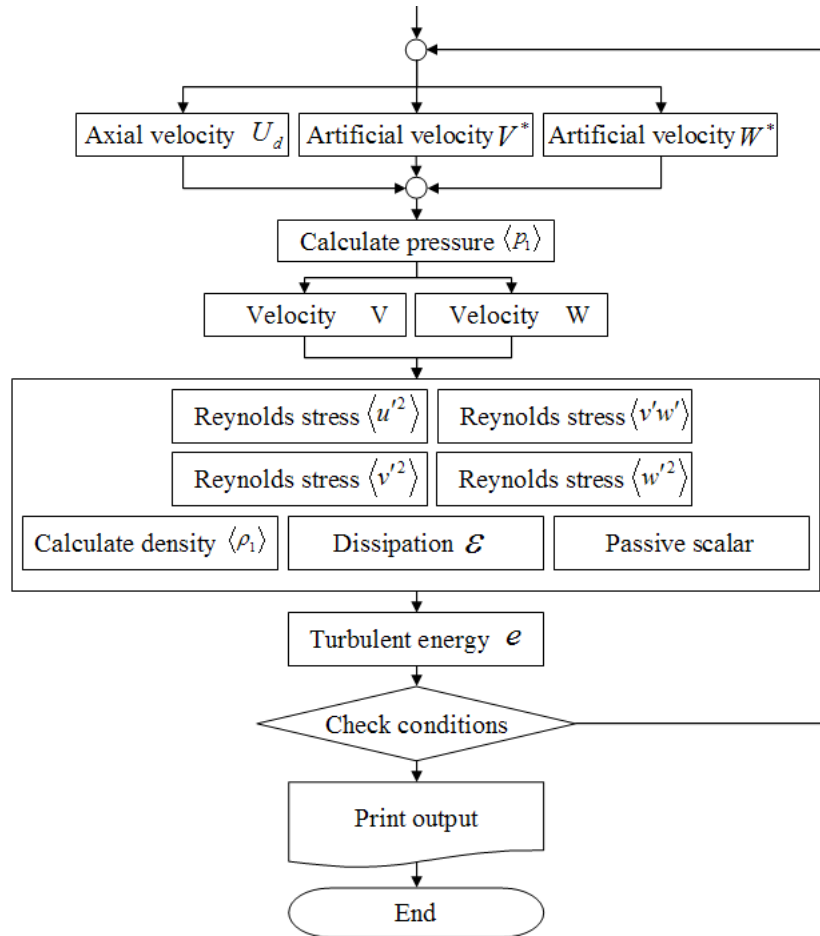 Axial velocity U_d
Artificial velocity V*
Artificial velocity W*
Calculate pressure ⟨p₁⟩
Velocity V
Velocity W
Reynolds stress ⟨u′²⟩
Reynolds stress ⟨v′w′⟩
Reynolds stress ⟨v′²⟩
Reynolds stress ⟨w′²⟩
Calculate density ⟨ρ₁⟩
Dissipation ε
Passive scalar
Turbulent energy e
Check conditions
Print output
End